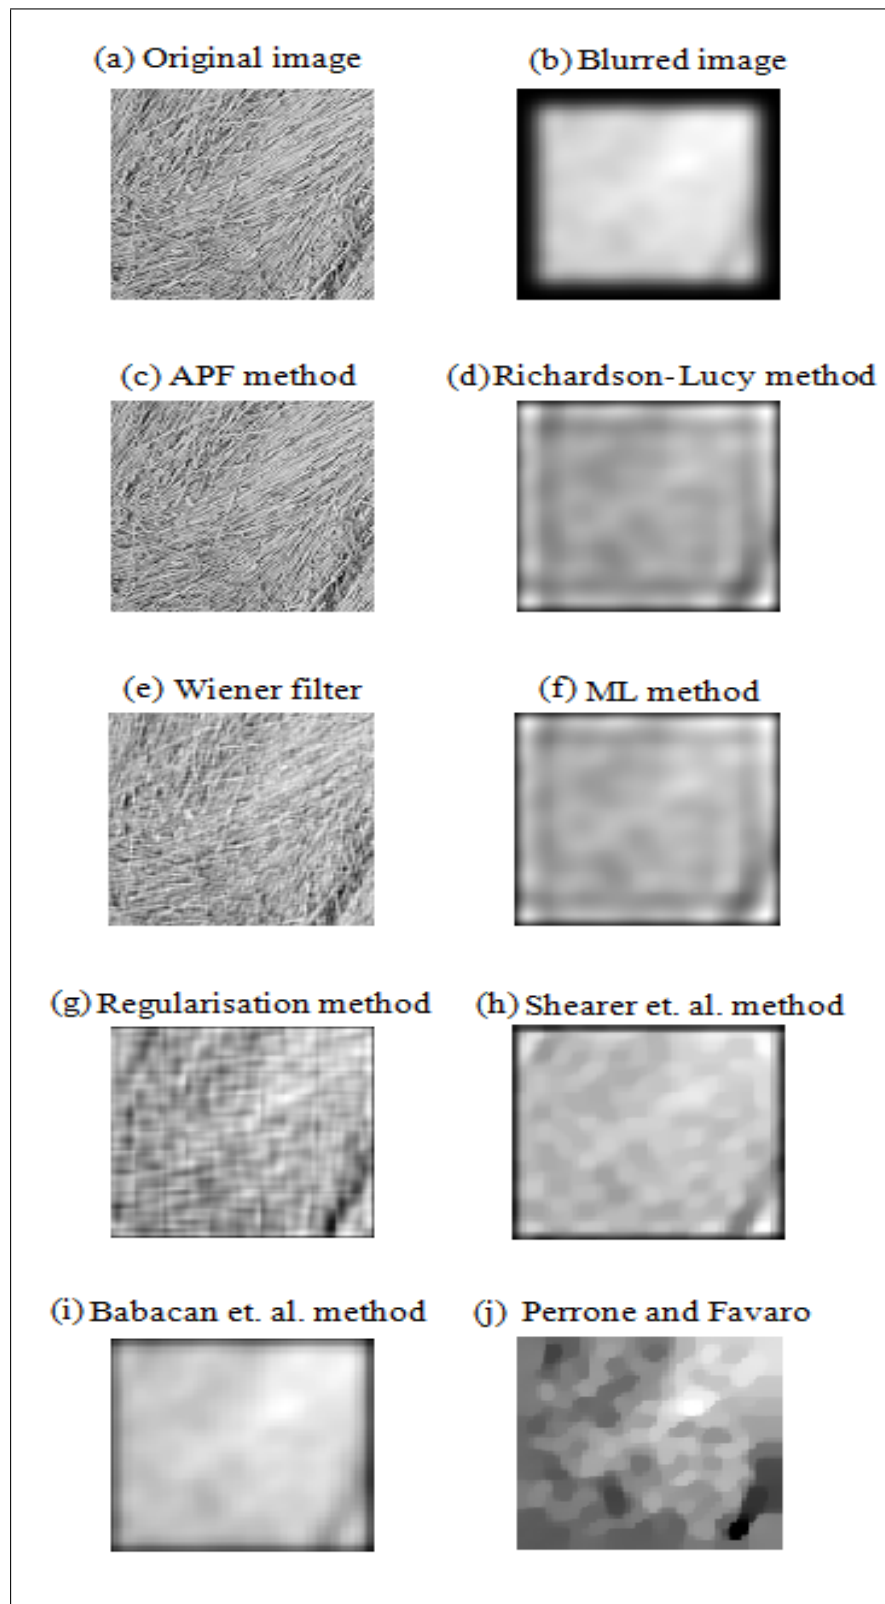 (a) Original image
(b) Blurred image
(c) APF method
(d)Richardson-Lucy method
(e) Wiener filter
(f) ML method
(g) Regularisation method
(h) Shearer et. al. method
(i) Babacan et. al. method
(j) Perrone and Favaro